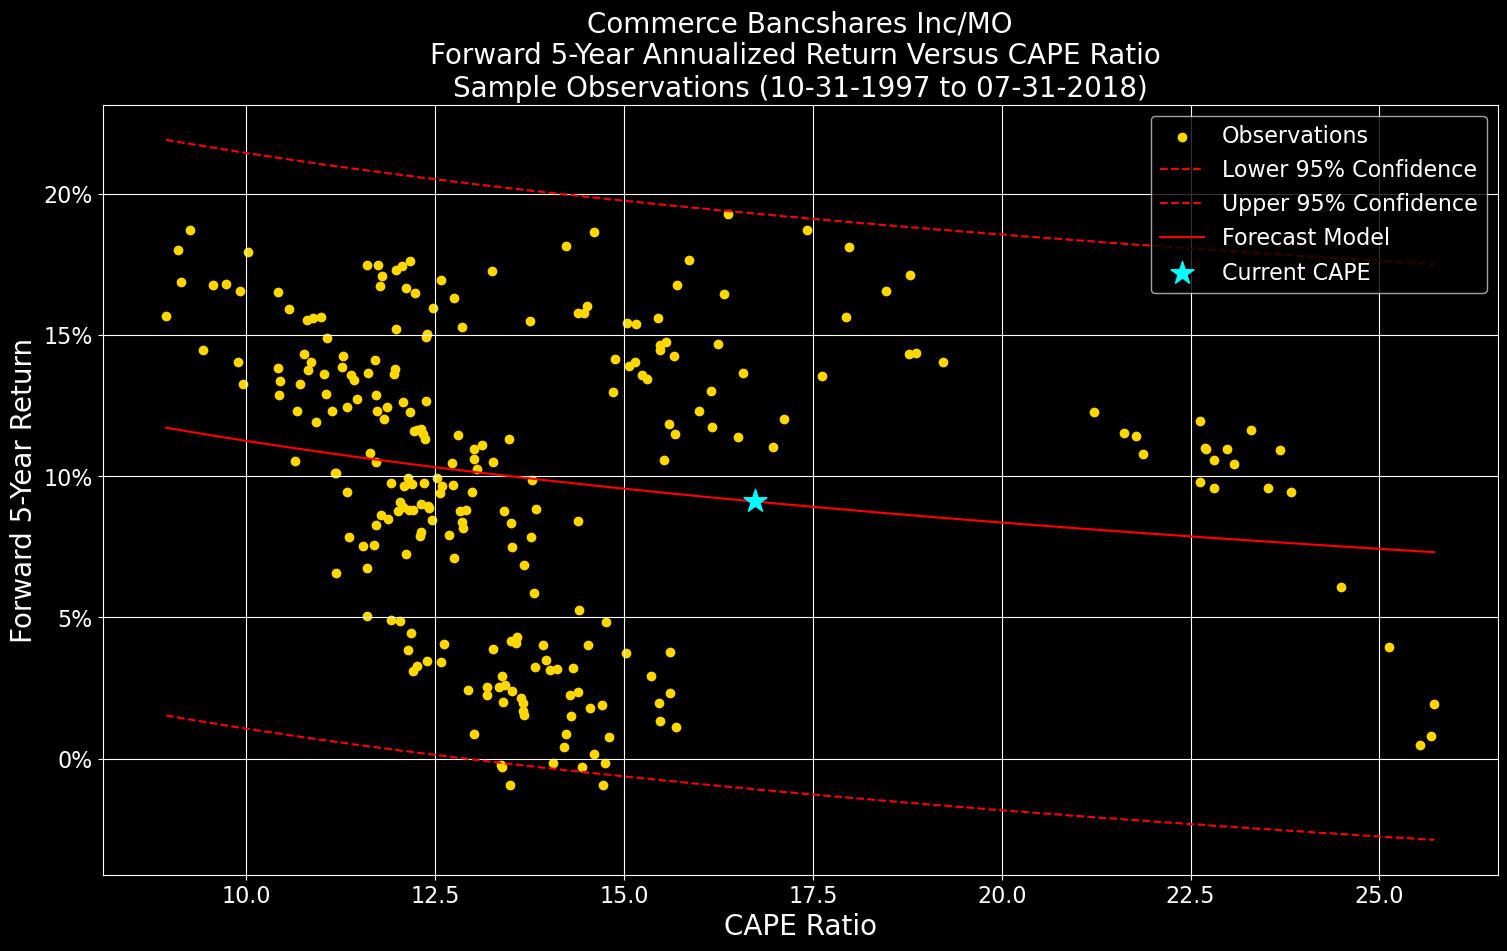 Commerce Bancshares Inc/MO
Forward 5-Year Annualized Return Versus CAPE Ratio
Sample Observations (10-31-1997 to 07-31-2018)
Observations
Lower 95% Confidence
Upper 95% Confidence
Forecast Model
Current CAPE
Forward 5-Year Return
20%
15%
10%
5%
0%
10.0 12.5 15.0 17.5 20.0 22.5 25.0
CAPE Ratio